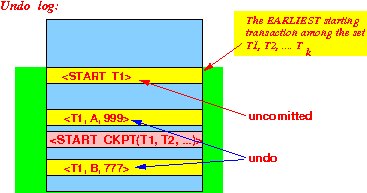 Undo log:
The EARLIEST starting
transaction among the set
T1, T2, ..., T k
<START T1>
uncomitted
<T1, A, 999>
<START CKPT(T1, T2, ...)>
undo
<T1, B, 777>